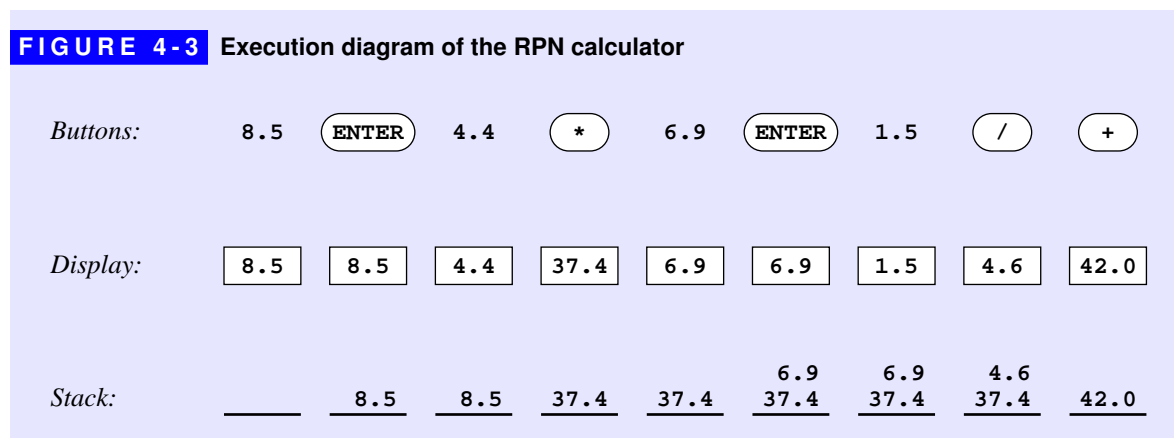 FIGURE 4-3 Execution diagram of the RPN calculator
Buttons: 8.5 ENTER 4.4 * 6.9 ENTER 1.5 / +
Display: 8.5 8.5 4.4 37.4 6.9 6.9 1.5 4.6 42.0
6.9 6.9 4.6
Stack: 8.5 8.5 37.4 37.4 37.4 37.4 37.4 42.0